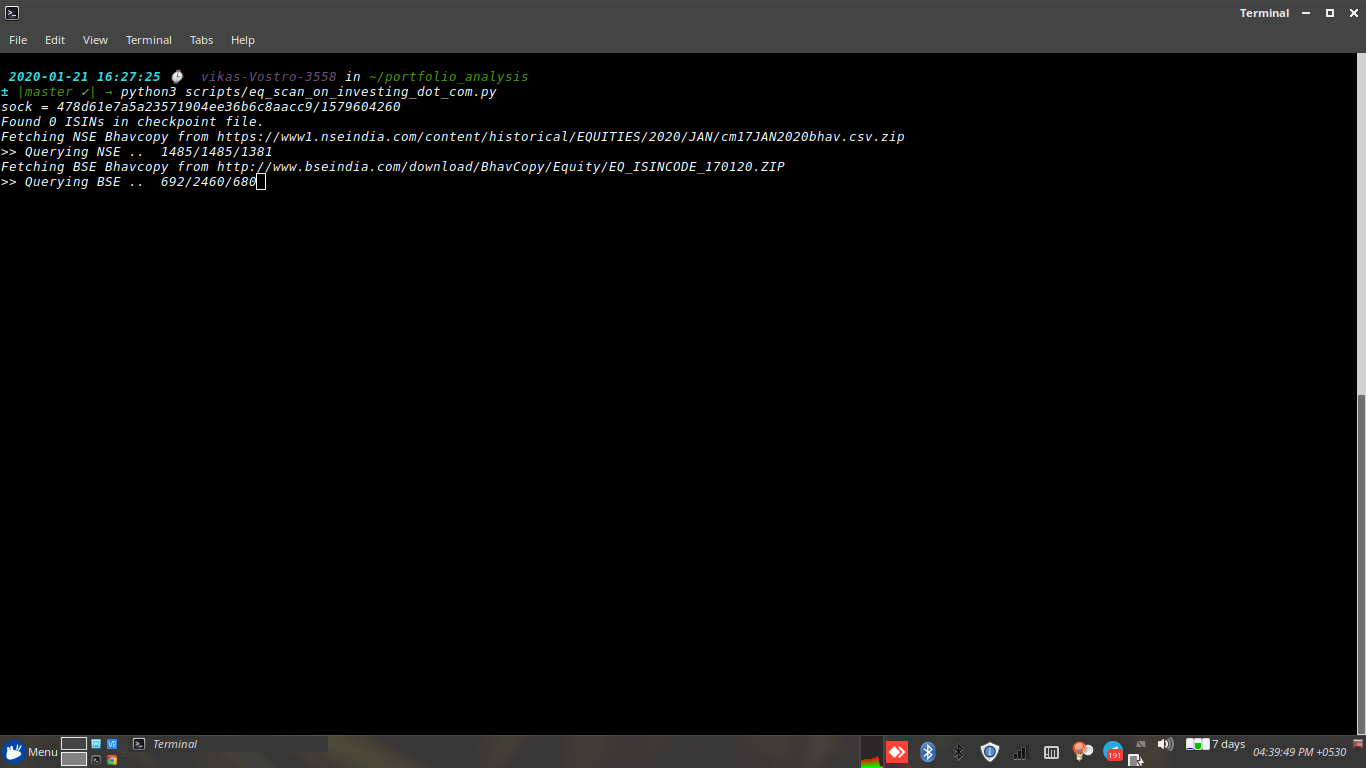 Terminal
File Edit View Terminal Tabs Help
2020-01-21 16:27:25 ⌚ vikas-Vostro-3558 in ~/portfolio_analysis
± |master ✓| → python3 scripts/eq_scan_on_investing_dot_com.py
sock = 478d61e7a5a23571904ee36b6c8aacc9/1579604260
Found 0 ISINs in checkpoint file.
Fetching NSE Bhavcopy from https://www1.nseindia.com/content/historical/EQUITIES/2020/JAN/cm17JAN2020bhav.csv.zip
>> Querying NSE ..  1485/1485/1381
Fetching BSE Bhavcopy from http://www.bseindia.com/download/BhavCopy/Equity/EQ_ISINCODE_170120.ZIP
>> Querying BSE ..  692/2460/680
Menu Terminal 191 7 days 04:39:49 PM +0530